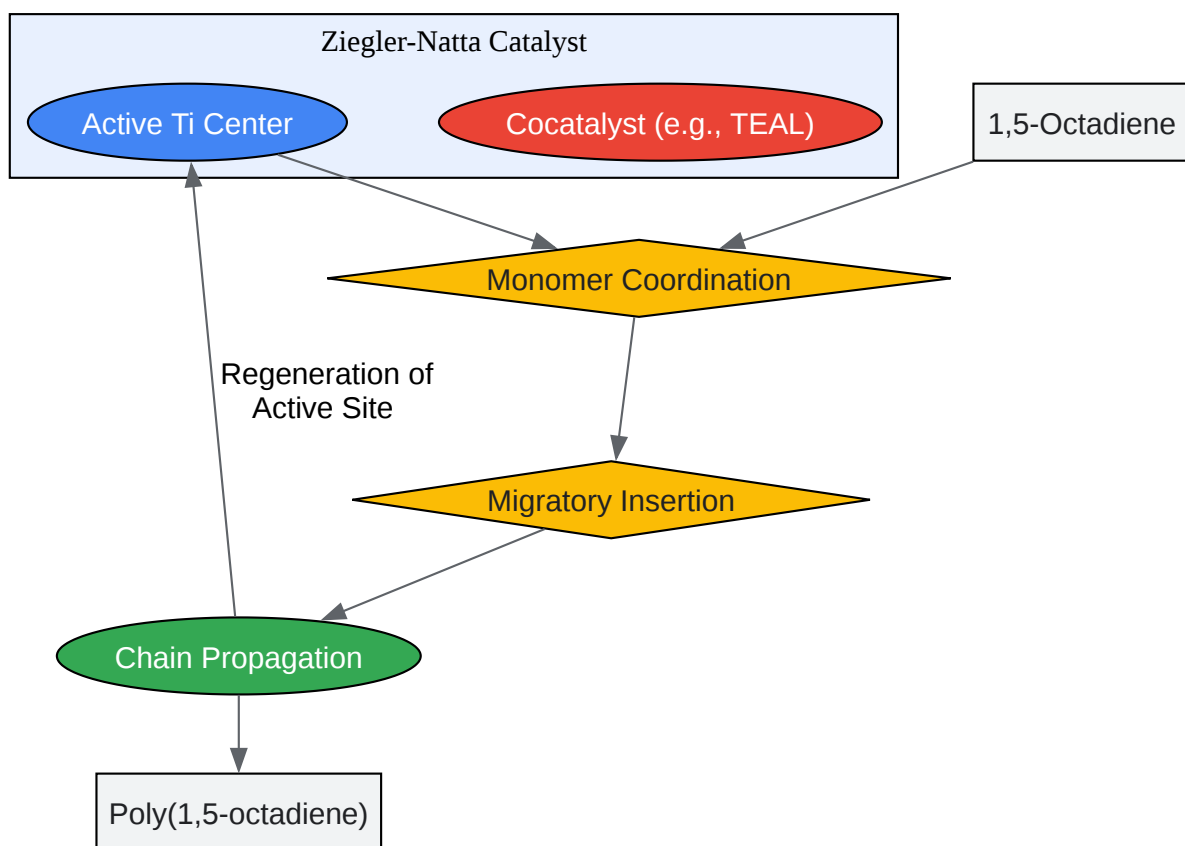 Ziegler-Natta Catalyst
Active Ti Center
Cocatalyst (e.g., TEAL)
1,5-Octadiene
Monomer Coordination
Regeneration of
Active Site
Migratory Insertion
Chain Propagation
Poly(1,5-octadiene)